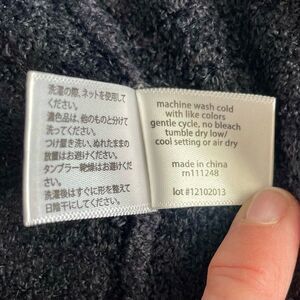 洗濯の際、ネットを使用して
ください。
濃色品は、他のものと分けて
洗ってください。
つけ置き洗い、ぬれたままの
放置はお避けください。
タンブラー乾燥はお避けください。
洗濯後はすぐに形を整えて
日陰干してください。
machine wash cold
with like colors
gentle cycle, no bleach
tumble dry low/
cool setting or air dry
made in china
rn111248
lot #12102013